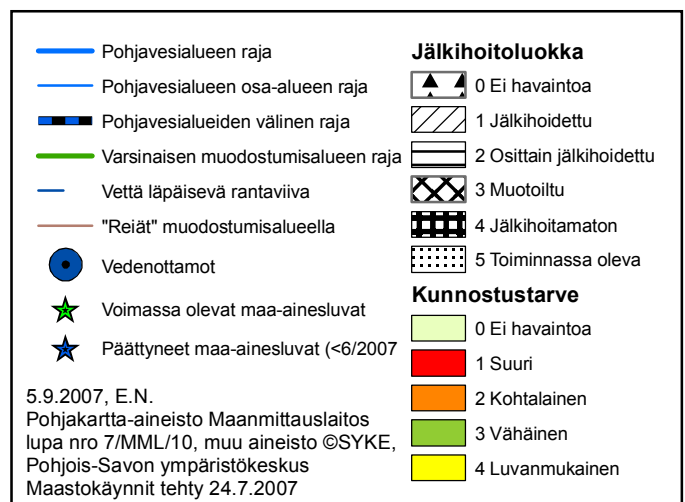 Pohjavesialueen raja
Pohjavesialueen osa-alueen raja
Pohjavesialueiden välinen raja
Varsinaisen muodostumisalueen raja
Vettä läpäisevä rantaviiva
"Reiät" muodostumisalueella
Vedenottamot
Voimassa olevat maa-ainesluvat
Päättyneet maa-ainesluvat (<6/2007
5.9.2007, E.N.
Pohjakartta-aineisto Maanmittauslaitos
lupa nro 7/MML/10, muu aineisto ©SYKE,
Pohjois-Savon ympäristökeskus
Maastokäynnit tehty 24.7.2007
Jälkihoitoluokka
0 Ei havaintoa
1 Jälkihoidettu
2 Osittain jälkihoidettu
3 Muotoiltu
4 Jälkihoitamaton
5 Toiminnassa oleva
Kunnostustarve
0 Ei havaintoa
1 Suuri
2 Kohtalainen
3 Vähäinen
4 Luvanmukainen